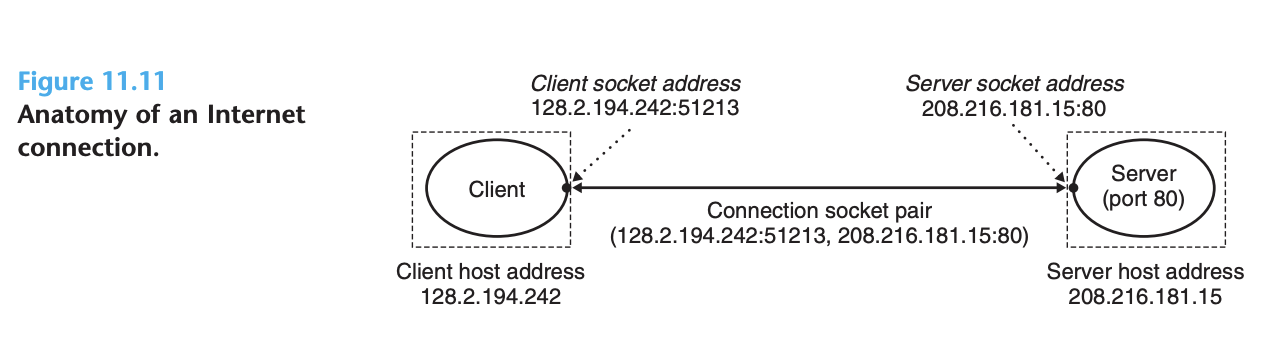 Figure 11.11
Anatomy of an Internet
connection.
Client socket address
128.2.194.242:51213
Server socket address
208.216.181.15:80
Client
Server
(port 80)
Connection socket pair
(128.2.194.242:51213, 208.216.181.15:80)
Client host address
128.2.194.242
Server host address
208.216.181.15